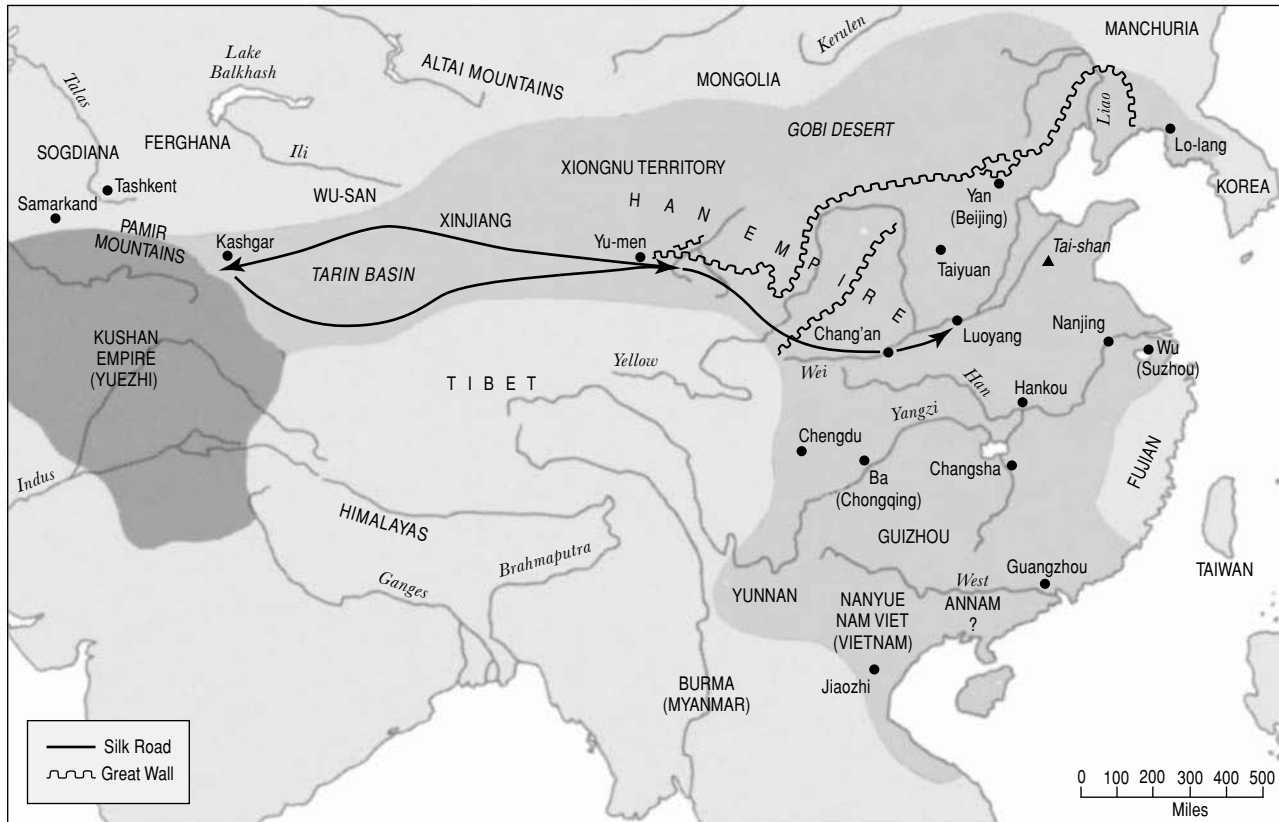 MANCHURIA
Kerulen
Lake
Balkhash
ALTAI MOUNTAINS
MONGOLIA
Talas
Liao
GOBI DESERT
FERGHANA
SOGDIANA
Ili
Lo-lang
XIONGNU TERRITORY
Tashkent
WU-SAN
Yan
(Beijing)
KOREA
Samarkand
HAN EMPIRE
PAMIR
MOUNTAINS
XINJIANG
Kashgar
Yu-men
Tai-shan
TARIN BASIN
Taiyuan
Chang'an
Luoyang
Nanjing
KUSHAN
EMPIRE
(YUEZHI)
Wu
(Suzhou)
Yellow
Wei
TIBET
Han
Hankou
Yangzi
Chengdu
Ba
(Chongqing)
Changsha
FUJIAN
Indus
HIMALAYAS
GUIZHOU
Brahmaputra
Guangzhou
TAIWAN
Ganges
West
YUNNAN
NANYUE
NAM VIET
(VIETNAM)
ANNAM
?
Jiaozhi
BURMA
(MYANMAR)
Silk Road
Great Wall
0 100 200 300 400 500
Miles